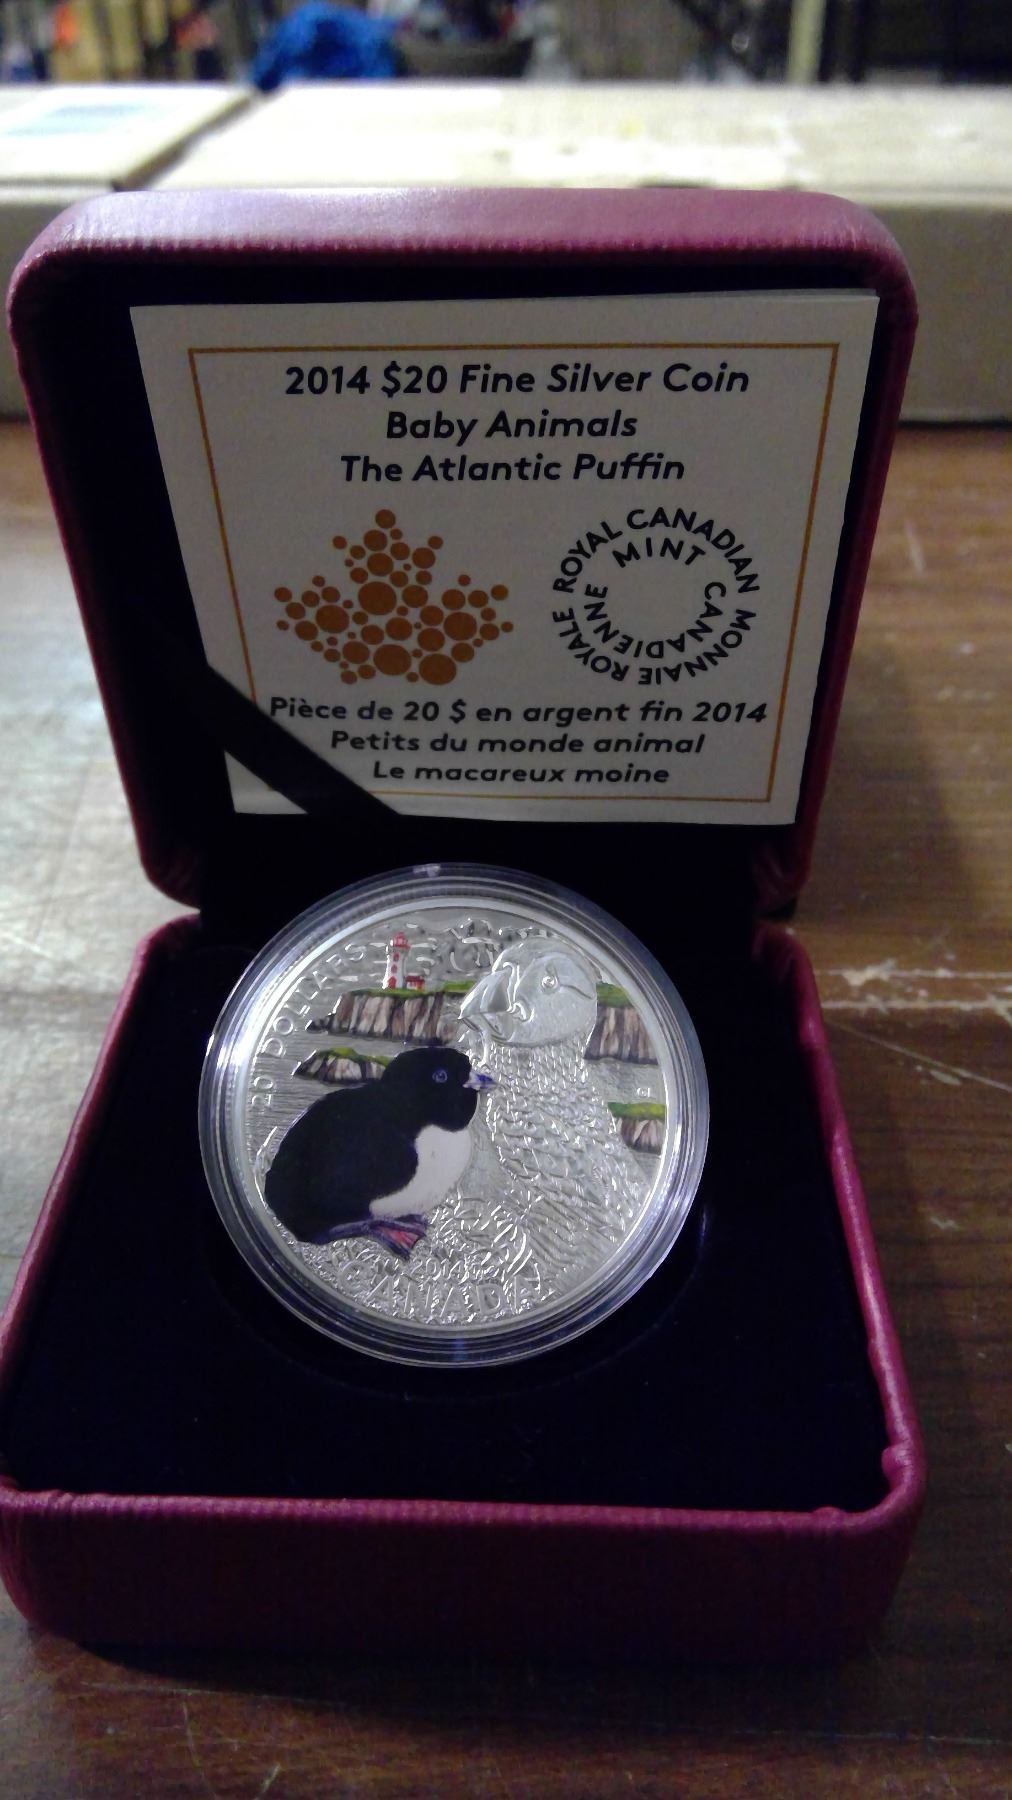 2014 $20 Fine Silver Coin
Baby Animals
The Atlantic Puffin
ROYAL CANADIAN MINT
MONNAIE ROYALE CANADIENNE
Pièce de 20 $ en argent fin 2014
Petits du monde animal
Le macareux moine
20 DOLLARS
2014
CANADA